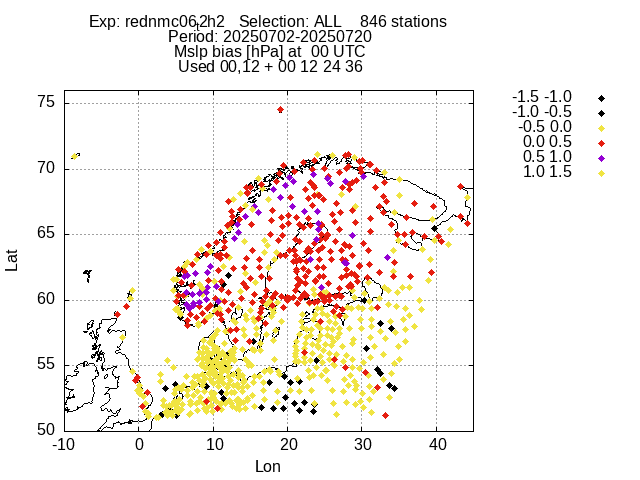 Exp: rednmc06t2h2 Selection: ALL 846 stations
Period: 20250702-20250720
Mslp bias [hPa] at 00 UTC
Used 00,12 + 00 12 24 36
-1.5 -1.0
-1.0 -0.5
-0.5 0.0
0.0 0.5
0.5 1.0
1.0 1.5
75
70
65
60
55
50
Lat
-10 0 10 20 30 40
Lon